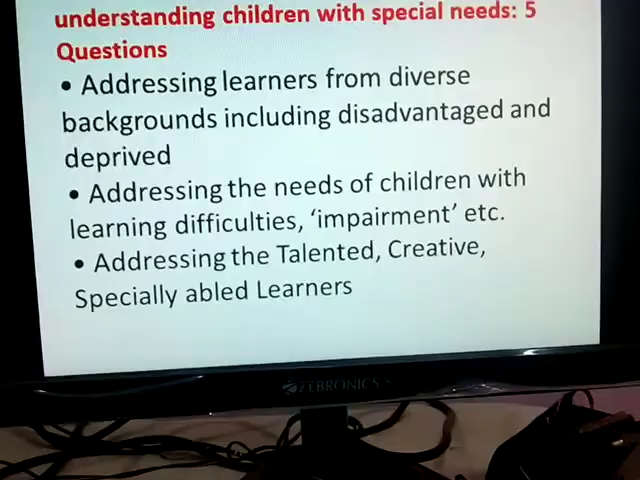 understanding children with special needs: 5
Questions
• Addressing learners from diverse
backgrounds including disadvantaged and
deprived
• Addressing the needs of children with
learning difficulties, ‘impairment’ etc.
• Addressing the Talented, Creative,
Specially abled Learners
ZEBRONICS